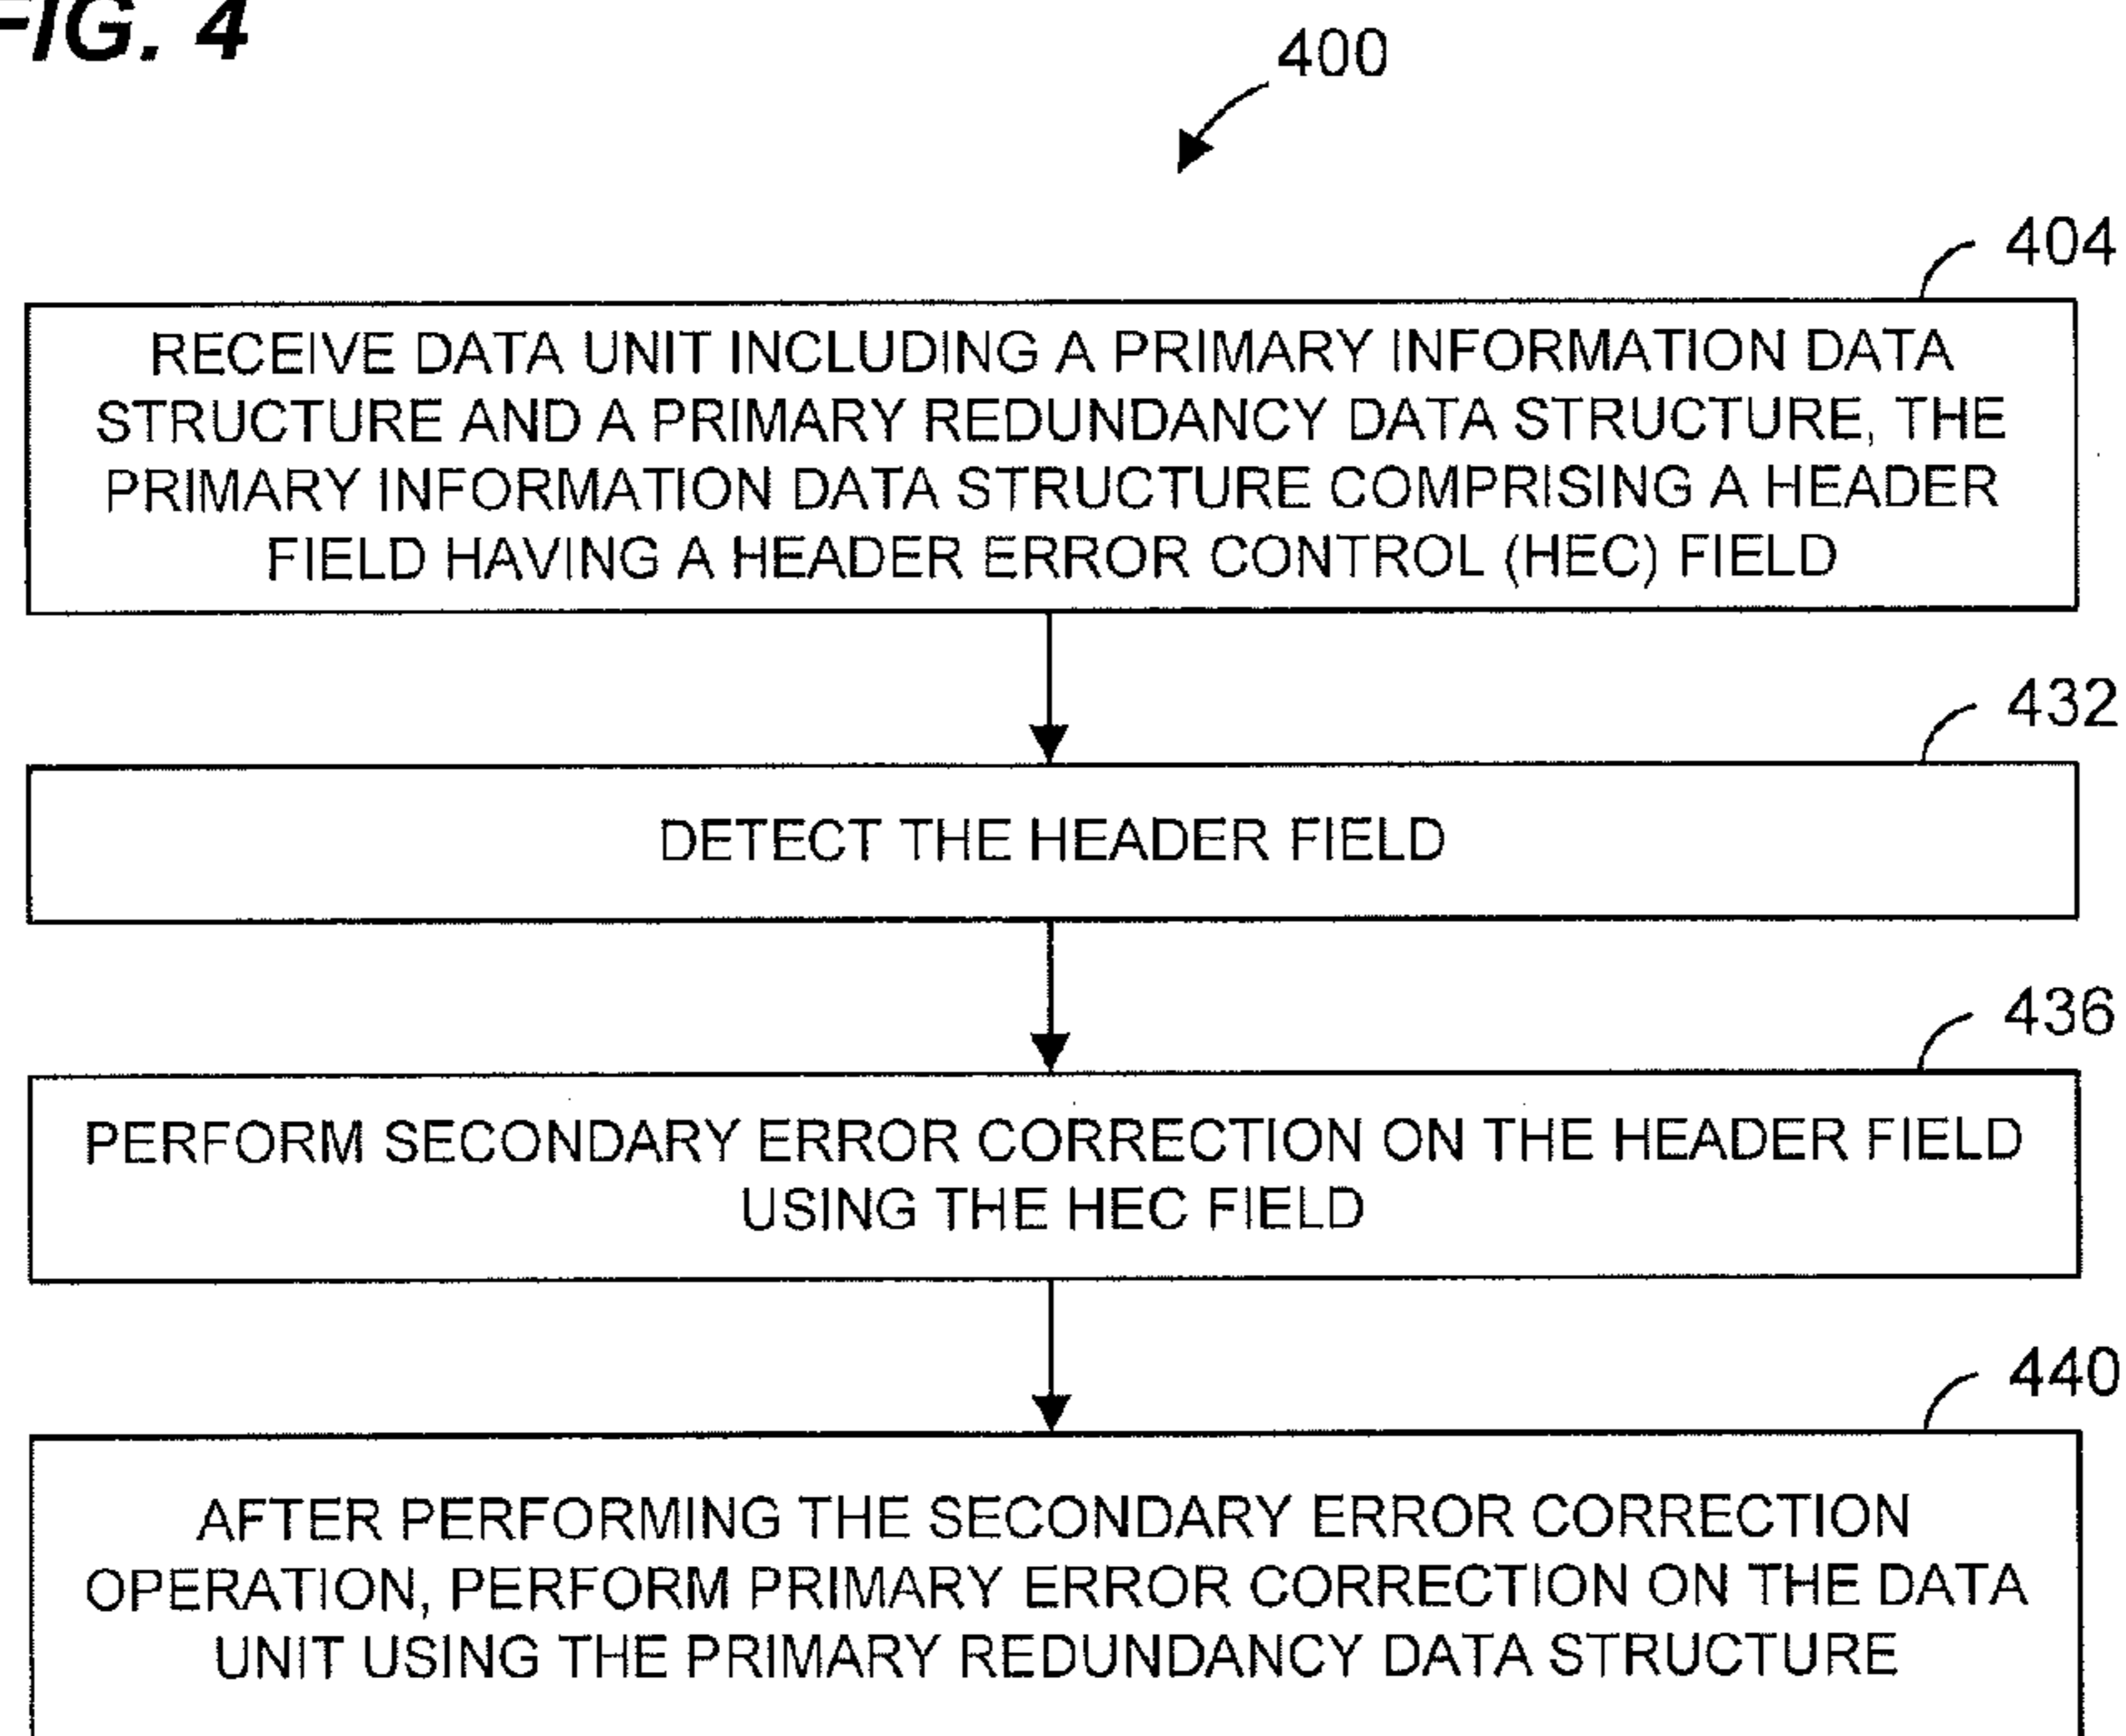 FIG. 4
400
404
RECEIVE DATA UNIT INCLUDING A PRIMARY INFORMATION DATA
STRUCTURE AND A PRIMARY REDUNDANCY DATA STRUCTURE, THE
PRIMARY INFORMATION DATA STRUCTURE COMPRISING A HEADER
FIELD HAVING A HEADER ERROR CONTROL (HEC) FIELD
432
DETECT THE HEADER FIELD
436
PERFORM SECONDARY ERROR CORRECTION ON THE HEADER FIELD
USING THE HEC FIELD
440
AFTER PERFORMING THE SECONDARY ERROR CORRECTION
OPERATION, PERFORM PRIMARY ERROR CORRECTION ON THE DATA
UNIT USING THE PRIMARY REDUNDANCY DATA STRUCTURE